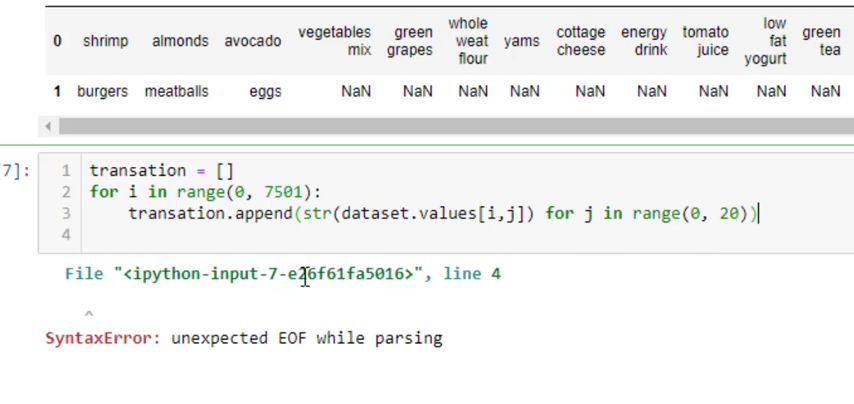 0 shrimp almonds avocado vegetables mix green grapes whole weat flour yams cottage cheese energy drink tomato juice low fat yogurt green tea
1 burgers meatballs eggs NaN NaN NaN NaN NaN NaN NaN NaN NaN
7]:
1 transation = []
2 for i in range(0, 7501):
3 transation.append(str(dataset.values[i,j]) for j in range(0, 20))
4
File "<ipython-input-7-e26f61fa5016>", line 4
^
SyntaxError: unexpected EOF while parsing